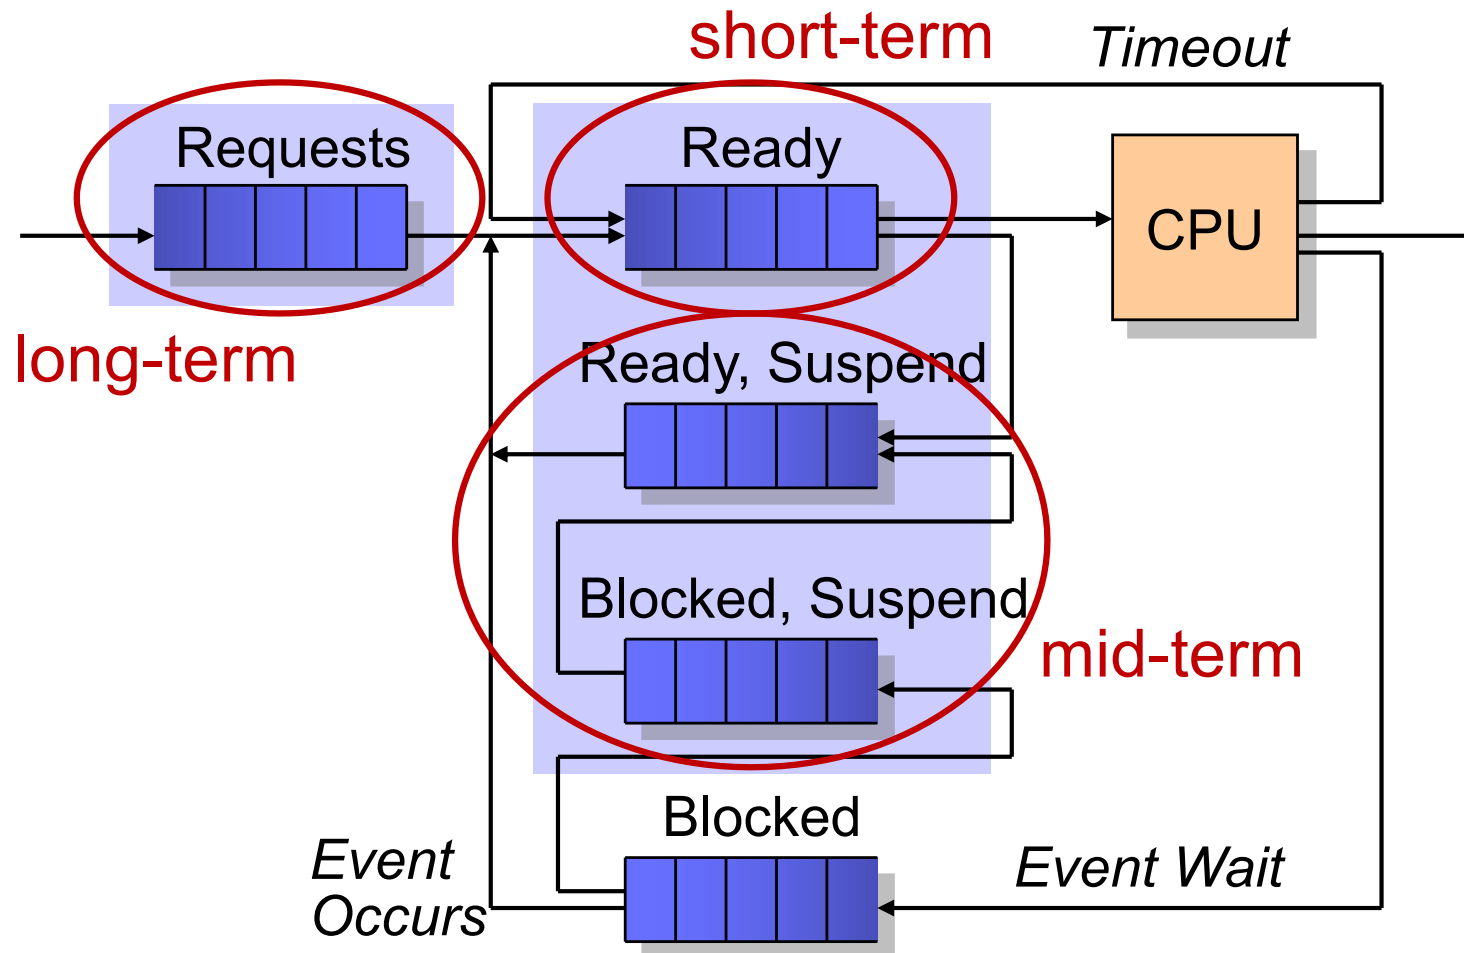 short-term
Timeout
Requests
Ready
CPU
long-term
Ready, Suspend
Blocked, Suspend
mid-term
Blocked
Event
Occurs
Event Wait